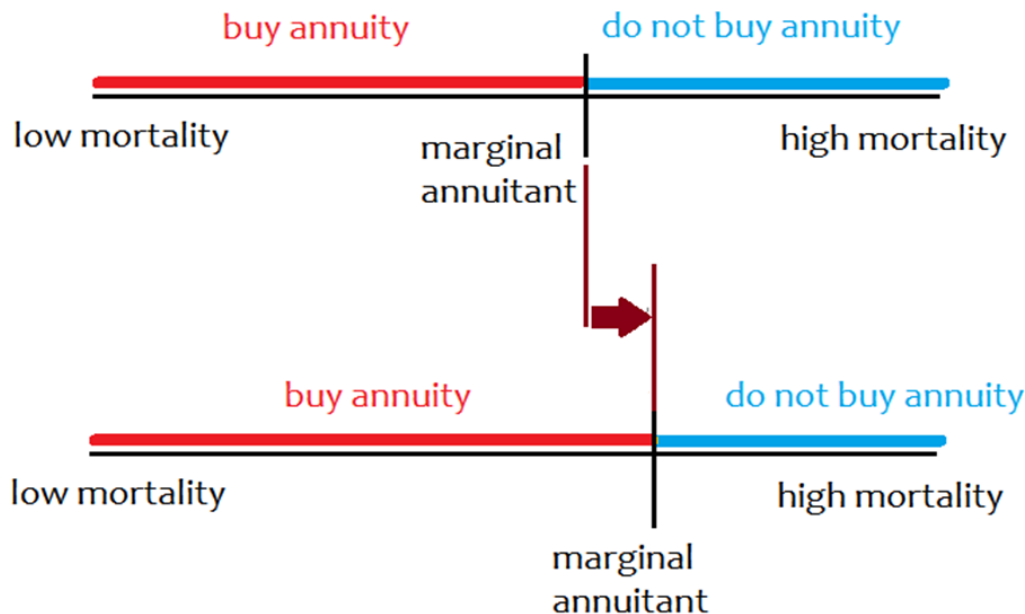 buy annuity
do not buy annuity
low mortality
marginal
annuitant
high mortality
buy annuity
do not buy annuity
low mortality
high mortality
marginal
annuitant